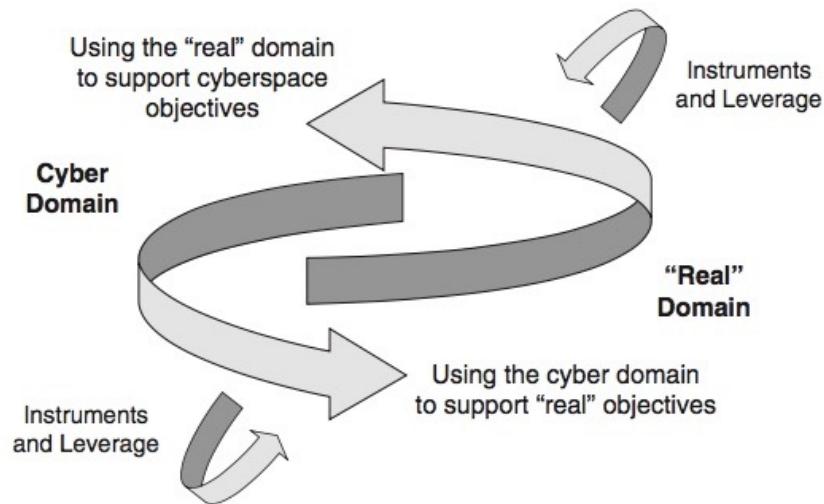 Using the “real” domain
to support cyberspace
objectives
Instruments
and Leverage
Cyber
Domain
“Real”
Domain
Using the cyber domain
to support “real” objectives
Instruments
and Leverage